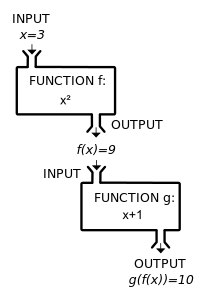 INPUT
x=3
FUNCTION f:
x²
OUTPUT
f(x)=9
INPUT
FUNCTION g:
x+1
OUTPUT
g(f(x))=10